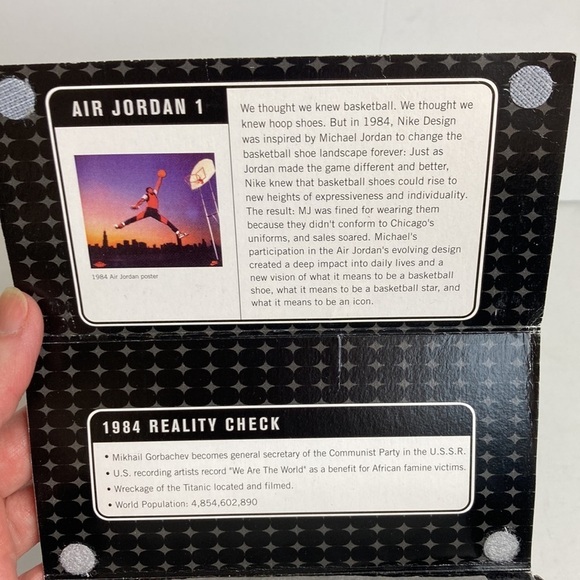 AIR JORDAN 1
1984 Air Jordan poster
We thought we knew basketball. We thought we
knew hoop shoes. But in 1984, Nike Design
was inspired by Michael Jordan to change the
basketball shoe landscape forever: Just as
Jordan made the game different and better,
Nike knew that basketball shoes could rise to
new heights of expressiveness and individuality.
The result: MJ was fined for wearing them
because they didn't conform to Chicago's
uniforms, and sales soared. Michael's
participation in the Air Jordan's evolving design
created a deep impact into daily lives and a
new vision of what it means to be a basketball
shoe, what it means to be a basketball star, and
what it means to be an icon.
1984 REALITY CHECK
• Mikhail Gorbachev becomes general secretary of the Communist Party in the U.S.S.R.
• U.S. recording artists record "We Are The World" as a benefit for African famine victims.
• Wreckage of the Titanic located and filmed.
• World Population: 4,854,602,890